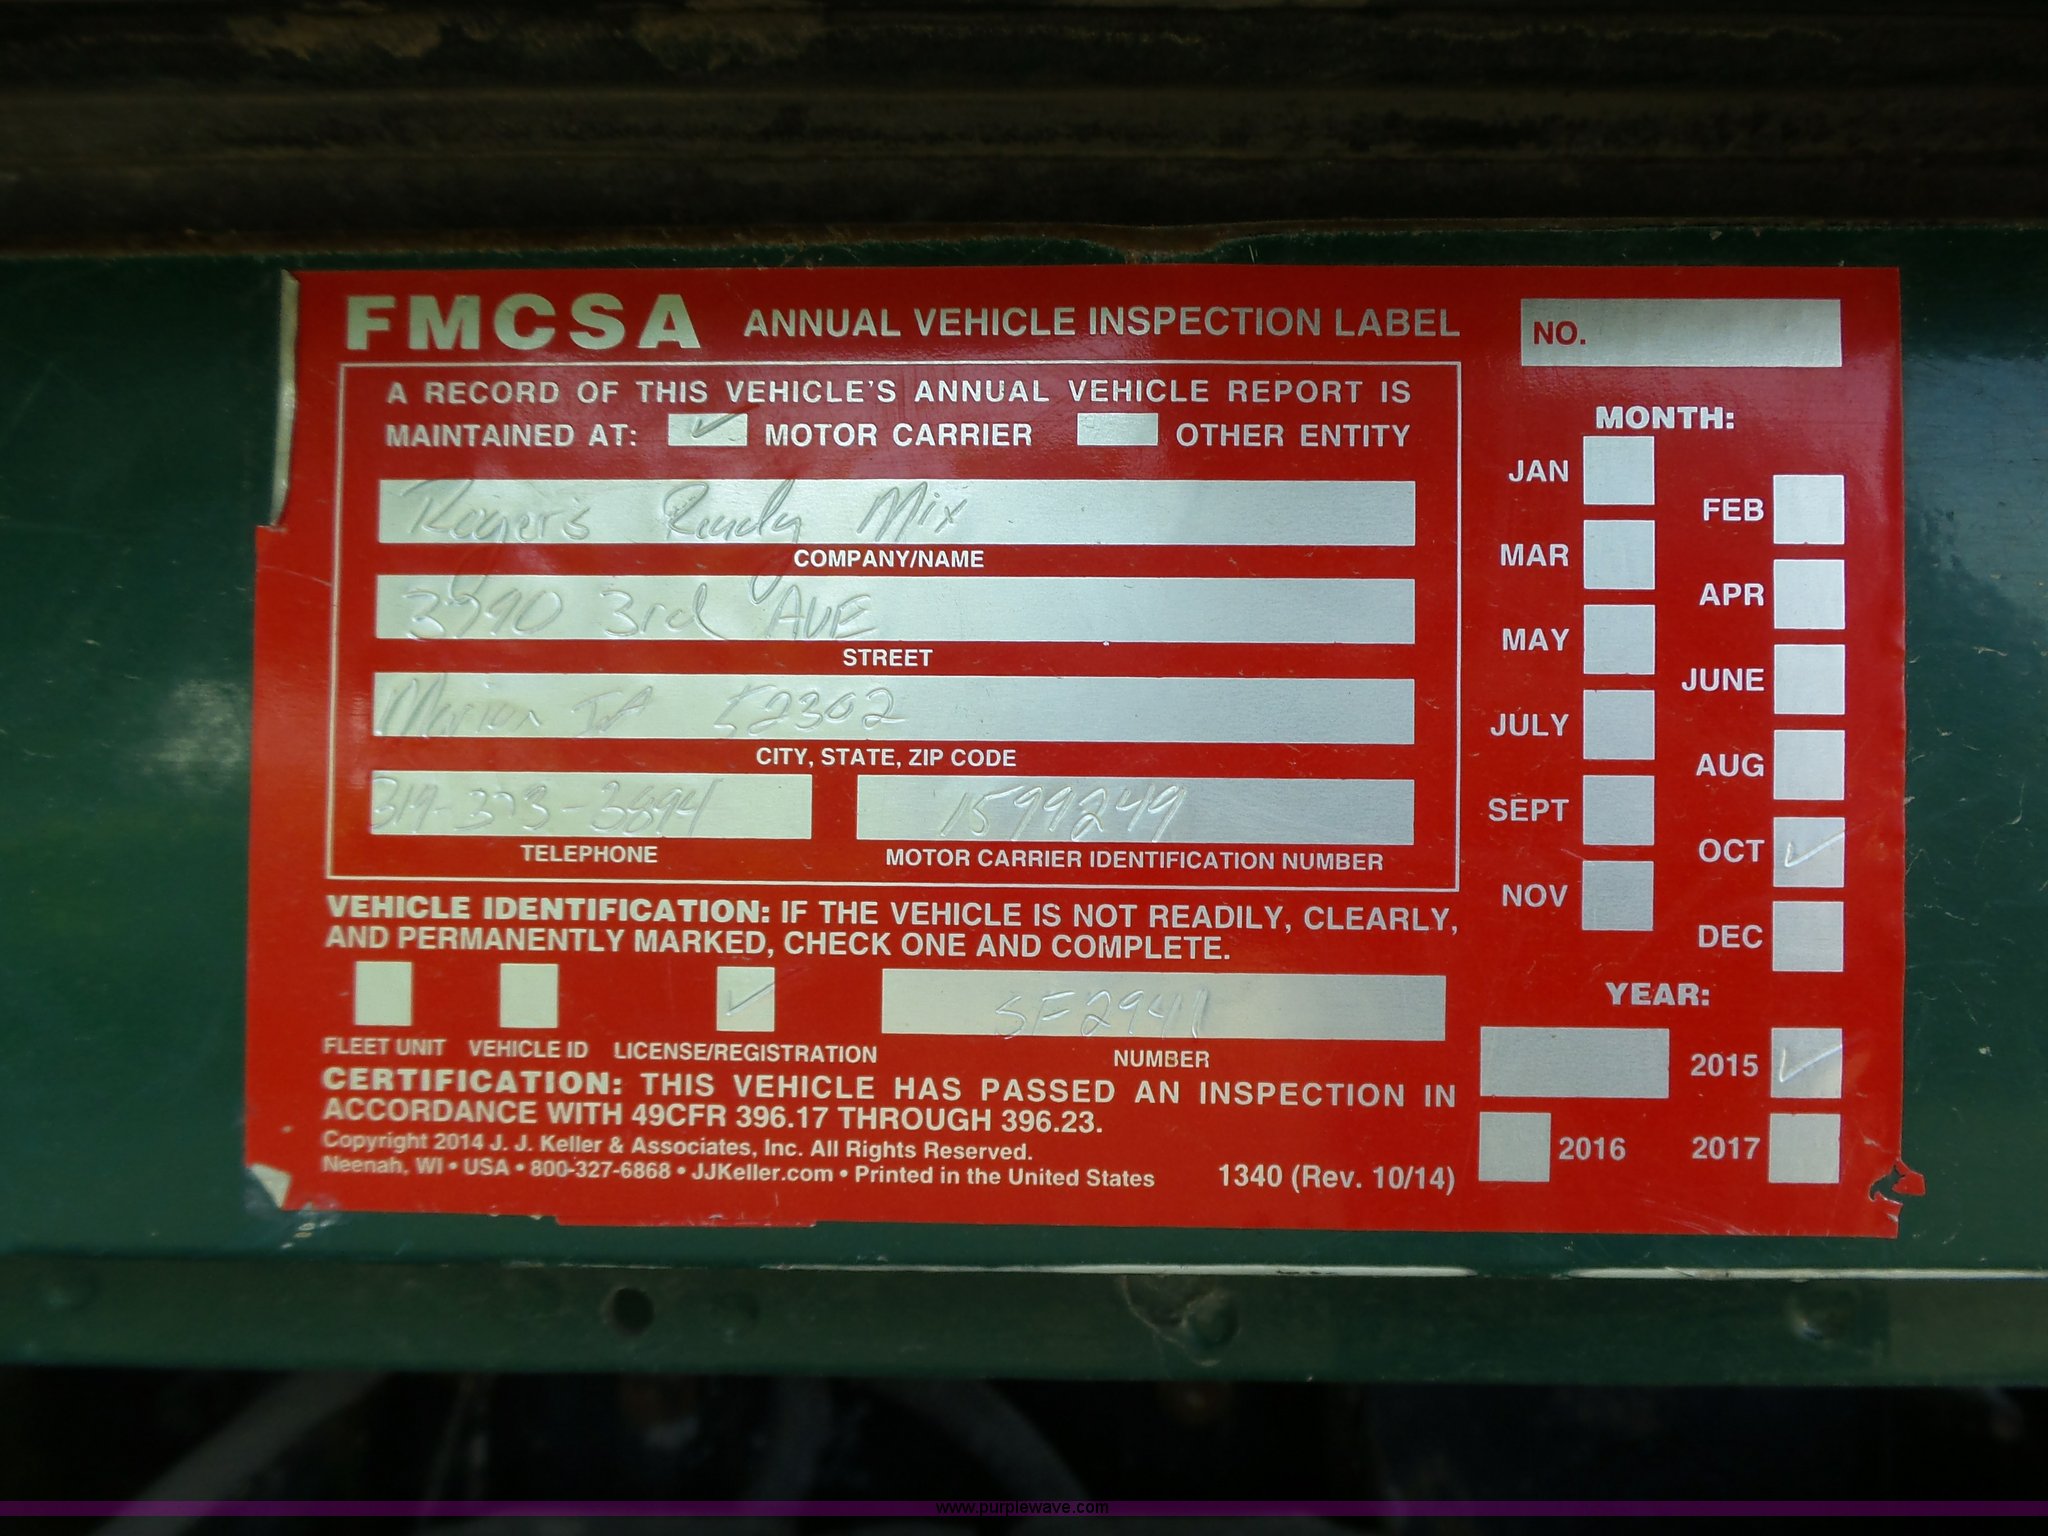 FMCSA ANNUAL VEHICLE INSPECTION LABEL
NO.
A RECORD OF THIS VEHICLE'S ANNUAL VEHICLE REPORT IS
MAINTAINED AT: ✓ MOTOR CARRIER OTHER ENTITY
Roger's Ready Mix
COMPANY/NAME
3990 3rd AVE
STREET
Marion IA 52302
CITY, STATE, ZIP CODE
319-373-3894 1599249
TELEPHONE MOTOR CARRIER IDENTIFICATION NUMBER
VEHICLE IDENTIFICATION: IF THE VEHICLE IS NOT READILY, CLEARLY,
AND PERMANENTLY MARKED, CHECK ONE AND COMPLETE.
✓ SF2941
FLEET UNIT VEHICLE ID LICENSE/REGISTRATION NUMBER
CERTIFICATION: THIS VEHICLE HAS PASSED AN INSPECTION IN
ACCORDANCE WITH 49CFR 396.17 THROUGH 396.23.
Copyright 2014 J. J. Keller & Associates, Inc. All Rights Reserved.
Neenah, WI • USA • 800-327-6868 • JJKeller.com • Printed in the United States 1340 (Rev. 10/14)
MONTH:
JAN
FEB
MAR
APR
MAY
JUNE
JULY
AUG
SEPT
OCT ✓
NOV
DEC
YEAR:
2015 ✓
2016 2017
www.purplewave.com